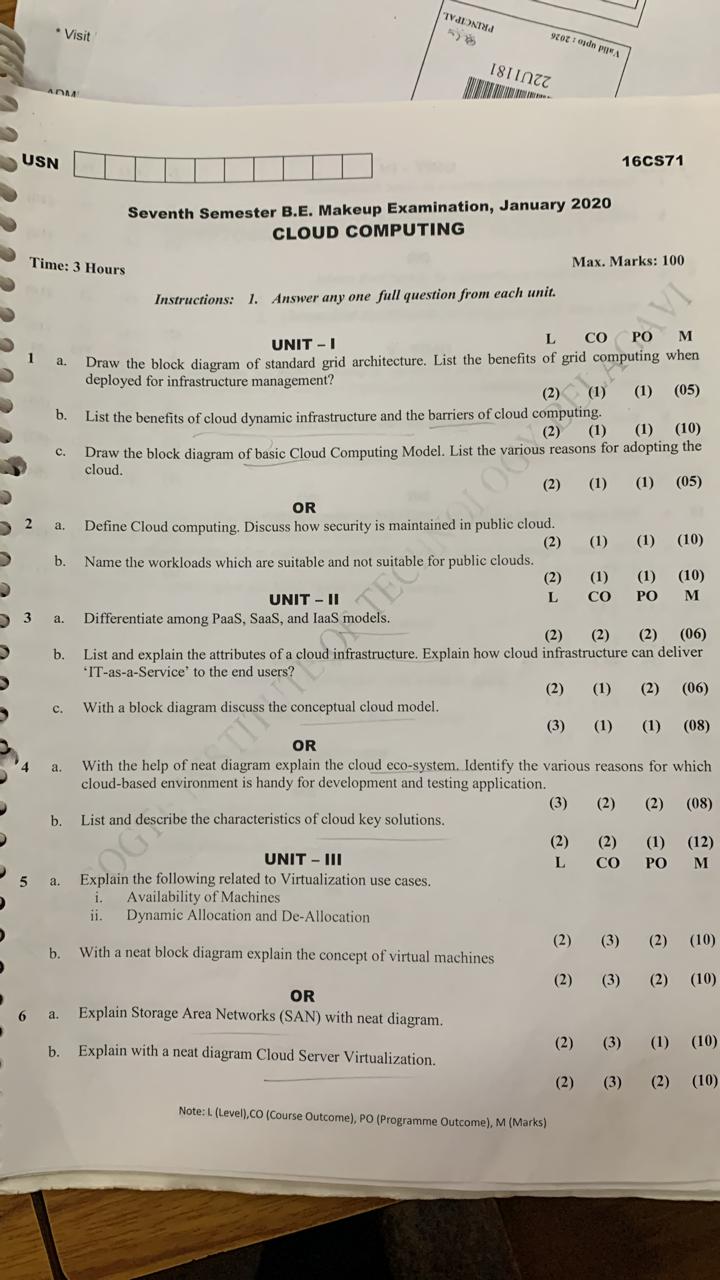 * Visit
PRINCIPAL
Valid upto : 2026
22U1181
USN
16CS71
Seventh Semester B.E. Makeup Examination, January 2020
CLOUD COMPUTING
Time: 3 Hours
Max. Marks: 100
Instructions: 1. Answer any one full question from each unit.
UNIT – I L CO PO M
1 a. Draw the block diagram of standard grid architecture. List the benefits of grid computing when
deployed for infrastructure management?
(2) (1) (1) (05)
b. List the benefits of cloud dynamic infrastructure and the barriers of cloud computing.
(2) (1) (1) (10)
c. Draw the block diagram of basic Cloud Computing Model. List the various reasons for adopting the
cloud.
(2) (1) (1) (05)
OR
2 a. Define Cloud computing. Discuss how security is maintained in public cloud.
(2) (1) (1) (10)
b. Name the workloads which are suitable and not suitable for public clouds.
(2) (1) (1) (10)
UNIT – II L CO PO M
3 a. Differentiate among PaaS, SaaS, and IaaS models.
(2) (2) (2) (06)
b. List and explain the attributes of a cloud infrastructure. Explain how cloud infrastructure can deliver
‘IT-as-a-Service’ to the end users?
(2) (1) (2) (06)
c. With a block diagram discuss the conceptual cloud model.
(3) (1) (1) (08)
OR
4 a. With the help of neat diagram explain the cloud eco-system. Identify the various reasons for which
cloud-based environment is handy for development and testing application.
(3) (2) (2) (08)
b. List and describe the characteristics of cloud key solutions.
(2) (2) (1) (12)
UNIT – III L CO PO M
5 a. Explain the following related to Virtualization use cases.
i. Availability of Machines
ii. Dynamic Allocation and De-Allocation
(2) (3) (2) (10)
b. With a neat block diagram explain the concept of virtual machines
(2) (3) (2) (10)
OR
6 a. Explain Storage Area Networks (SAN) with neat diagram.
(2) (3) (1) (10)
b. Explain with a neat diagram Cloud Server Virtualization.
(2) (3) (2) (10)
Note: L (Level),CO (Course Outcome), PO (Programme Outcome), M (Marks)
INSTITUTE OF TECHNOLOGY BELAGAVI